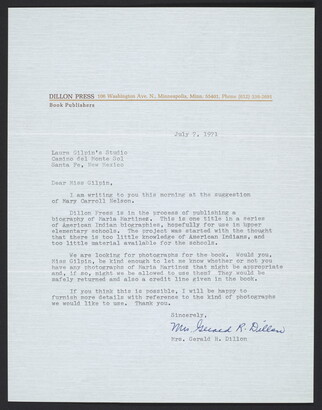 DILLON PRESS 106 Washington Ave. N., Minneapolis, Minn. 55401, Phone (612)
Book Publishers
July 7, 1971
Laura Gilpin's Studio
Camino del Monte Sol
Santa Fe, New Mexico
Dear Miss Gilpin,
I am writing to you this morning at the suggestion
of Mary Carroll Nelson.
Dillon Press is in the process of publishing a
biography of Maria Martinez. This is one title in a series
of American Indian biographies, hopefully for use in upper
elementary schools. The project was started with the thought
that there is too little knowledge of American Indians, and
too little material available for the schools.
We are looking for photographs for the book. Would you,
Miss Gilpin, be kind enough to let me know whether or not you
have any photographs of Maria Martinez that might be appropriate
and, if so, might we be allowed to use them? They would be
safely returned and also a credit line given in the book.
If you think this is possible, I will be happy to
furnish more details with reference to the kind of photographs
we would like to use. Thank you.
Sincerely,
Mrs. Gerald R. Dillon
Mrs. Gerald R. Dillon